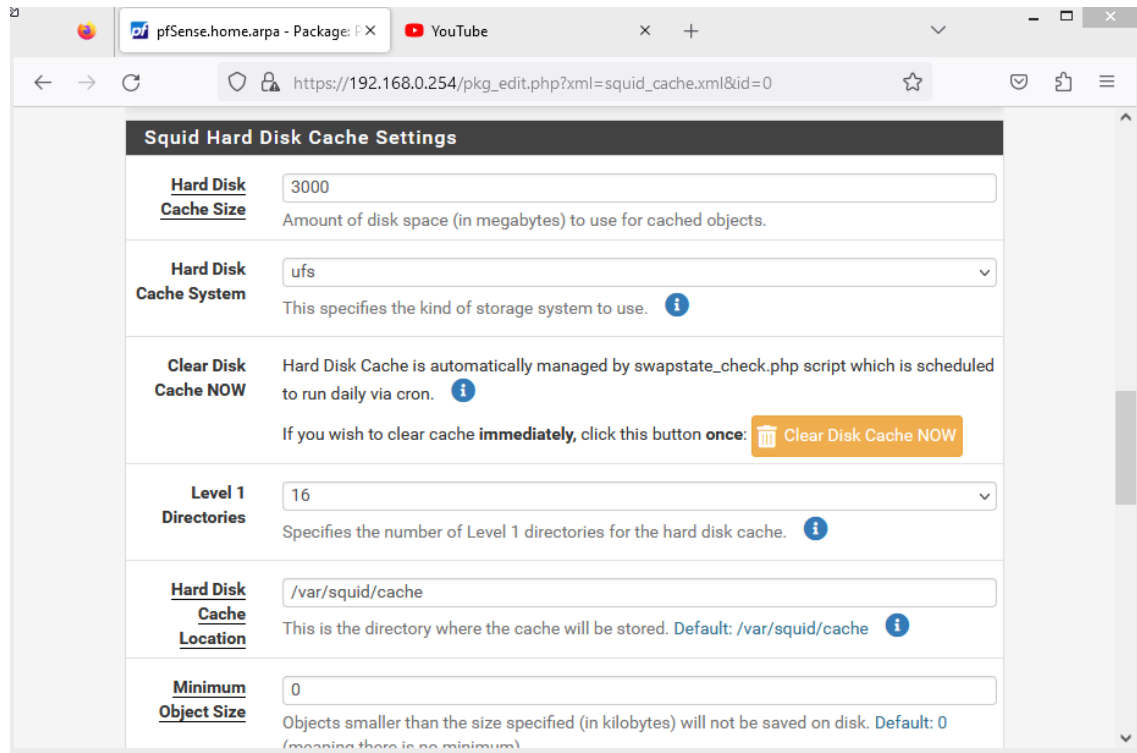 pfSense.home.arpa - Package: P
YouTube
https://192.168.0.254/pkg_edit.php?xml=squid_cache.xml&id=0
Squid Hard Disk Cache Settings
Hard Disk
Cache Size
3000
Amount of disk space (in megabytes) to use for cached objects.
Hard Disk
Cache System
ufs
This specifies the kind of storage system to use.
Clear Disk
Cache NOW
Hard Disk Cache is automatically managed by swapstate_check.php script which is scheduled
to run daily via cron.
If you wish to clear cache immediately, click this button once:
Clear Disk Cache NOW
Level 1
Directories
16
Specifies the number of Level 1 directories for the hard disk cache.
Hard Disk
Cache
Location
/var/squid/cache
This is the directory where the cache will be stored. Default: /var/squid/cache
Minimum
Object Size
0
Objects smaller than the size specified (in kilobytes) will not be saved on disk. Default: 0
(meaning there is no minimum)